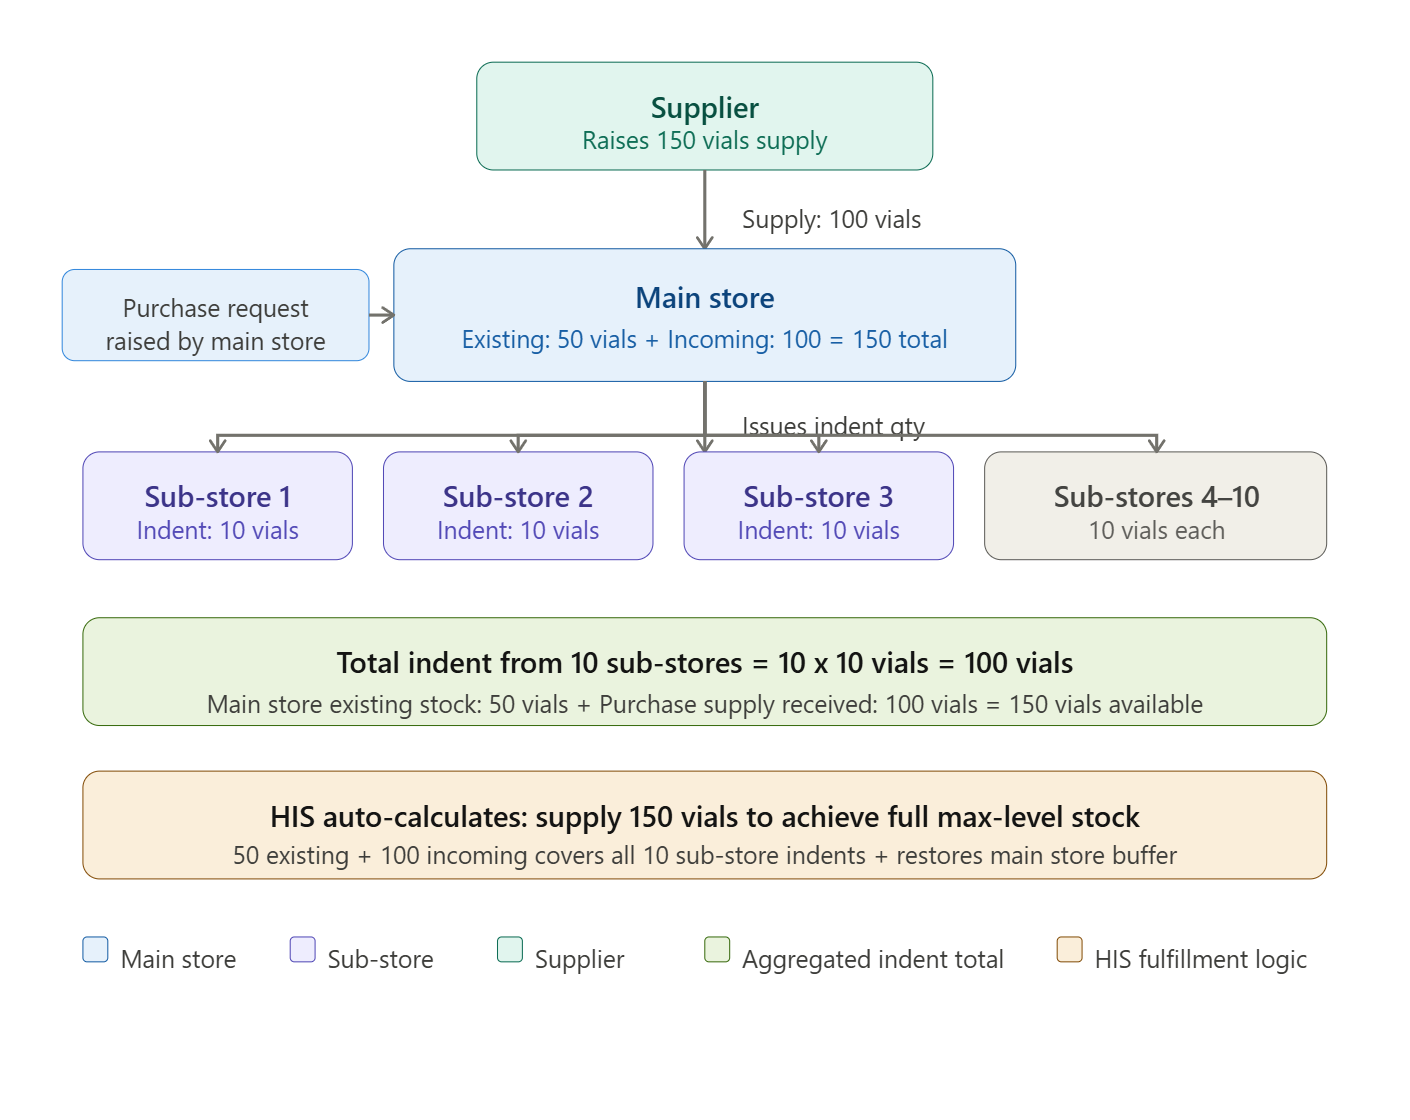 Supplier
Raises 150 vials supply
Supply: 100 vials
Purchase request
raised by main store
Main store
Existing: 50 vials + Incoming: 100 = 150 total
Issues indent qty
Sub-store 1
Indent: 10 vials
Sub-store 2
Indent: 10 vials
Sub-store 3
Indent: 10 vials
Sub-stores 4–10
10 vials each
Total indent from 10 sub-stores = 10 x 10 vials = 100 vials
Main store existing stock: 50 vials + Purchase supply received: 100 vials = 150 vials available
HIS auto-calculates: supply 150 vials to achieve full max-level stock
50 existing + 100 incoming covers all 10 sub-store indents + restores main store buffer
Main store
Sub-store
Supplier
Aggregated indent total
HIS fulfillment logic